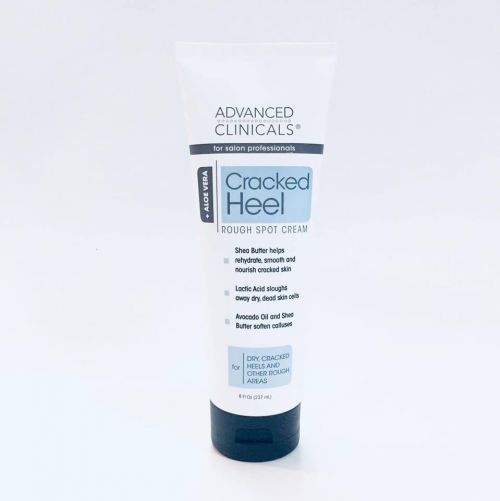 ADVANCED
CLINICALS®
for salon professionals
+ ALOE VERA
Cracked
Heel
ROUGH SPOT CREAM
Shea Butter helps
rehydrate, smooth and
nourish cracked skin
Lactic Acid sloughs
away dry, dead skin cells
Avocado Oil and Shea
Butter soften calluses
for
DRY, CRACKED
HEELS AND
OTHER ROUGH
AREAS
8 fl Oz (237 mL)